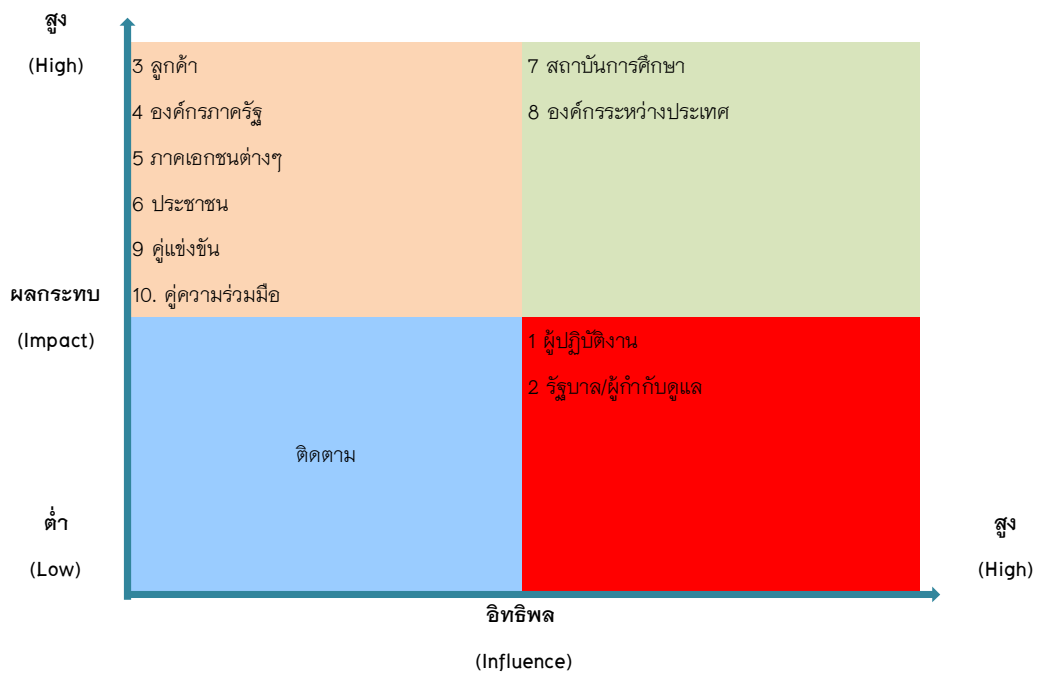 สูง
(High)
3 ลูกค้า
7 สถาบันการศึกษา
4 องค์กรภาครัฐ
8 องค์กรระหว่างประเทศ
5 ภาคเอกชนต่างๆ
6 ประชาชน
9 คู่แข่งขัน
ผลกระทบ
10. คู่ความร่วมมือ
(Impact)
1 ผู้ปฏิบัติงาน
2 รัฐบาล/ผู้กำกับดูแล
ติดตาม
ต่ำ
สูง
(Low)
(High)
อิทธิพล
(Influence)